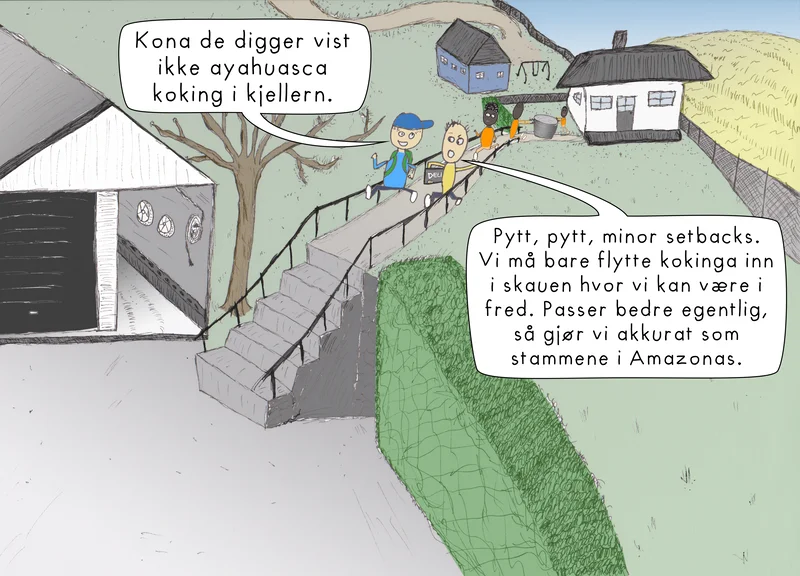 Kona de digger vist
ikke ayahuasca
koking i kjellern.
DELL
Pytt, pytt, minor setbacks.
Vi må bare flytte kokinga inn
i skauen hvor vi kan være i
fred. Passer bedre egentlig,
så gjør vi akkurat som
stammene i Amazonas.